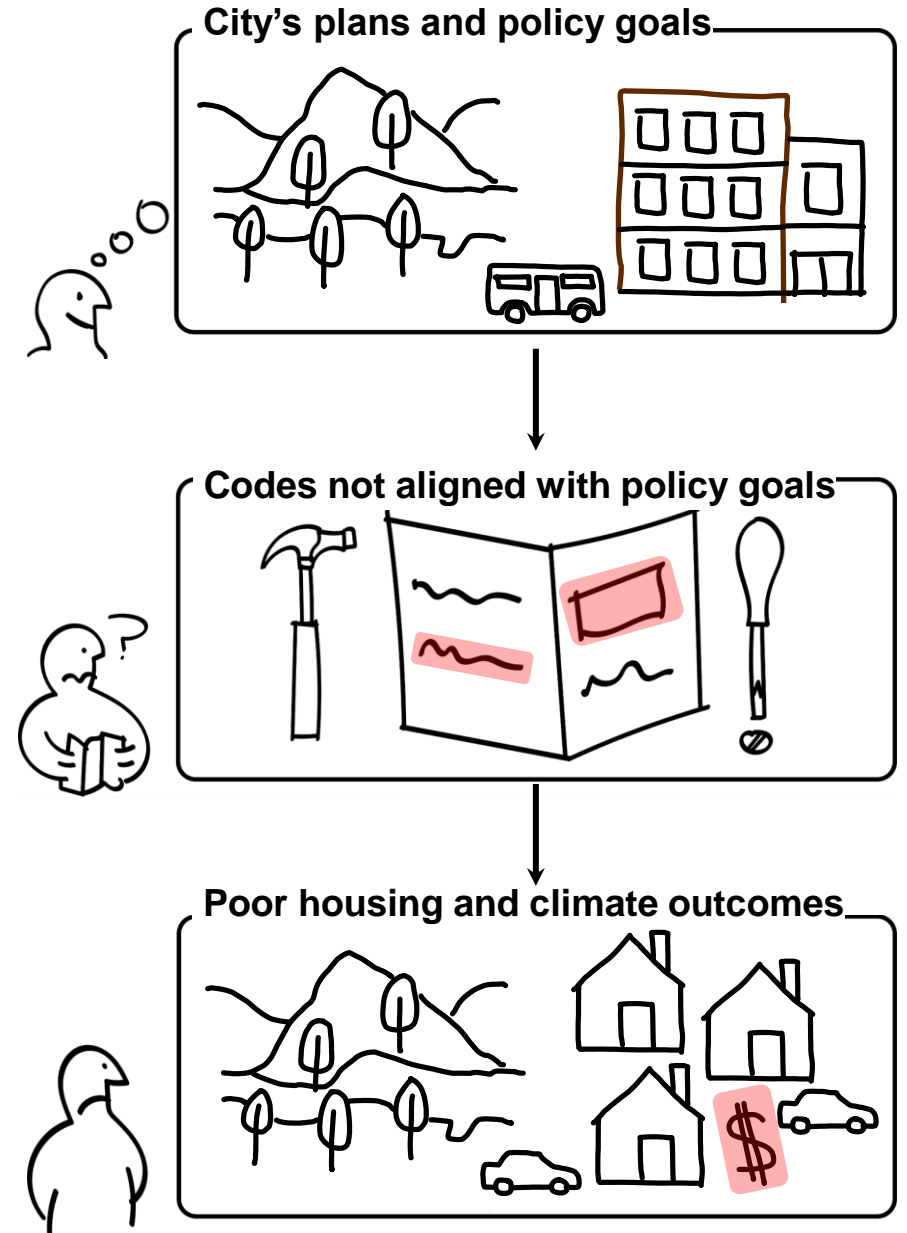 City's plans and policy goals
Codes not aligned with policy goals
?
Poor housing and climate outcomes
$